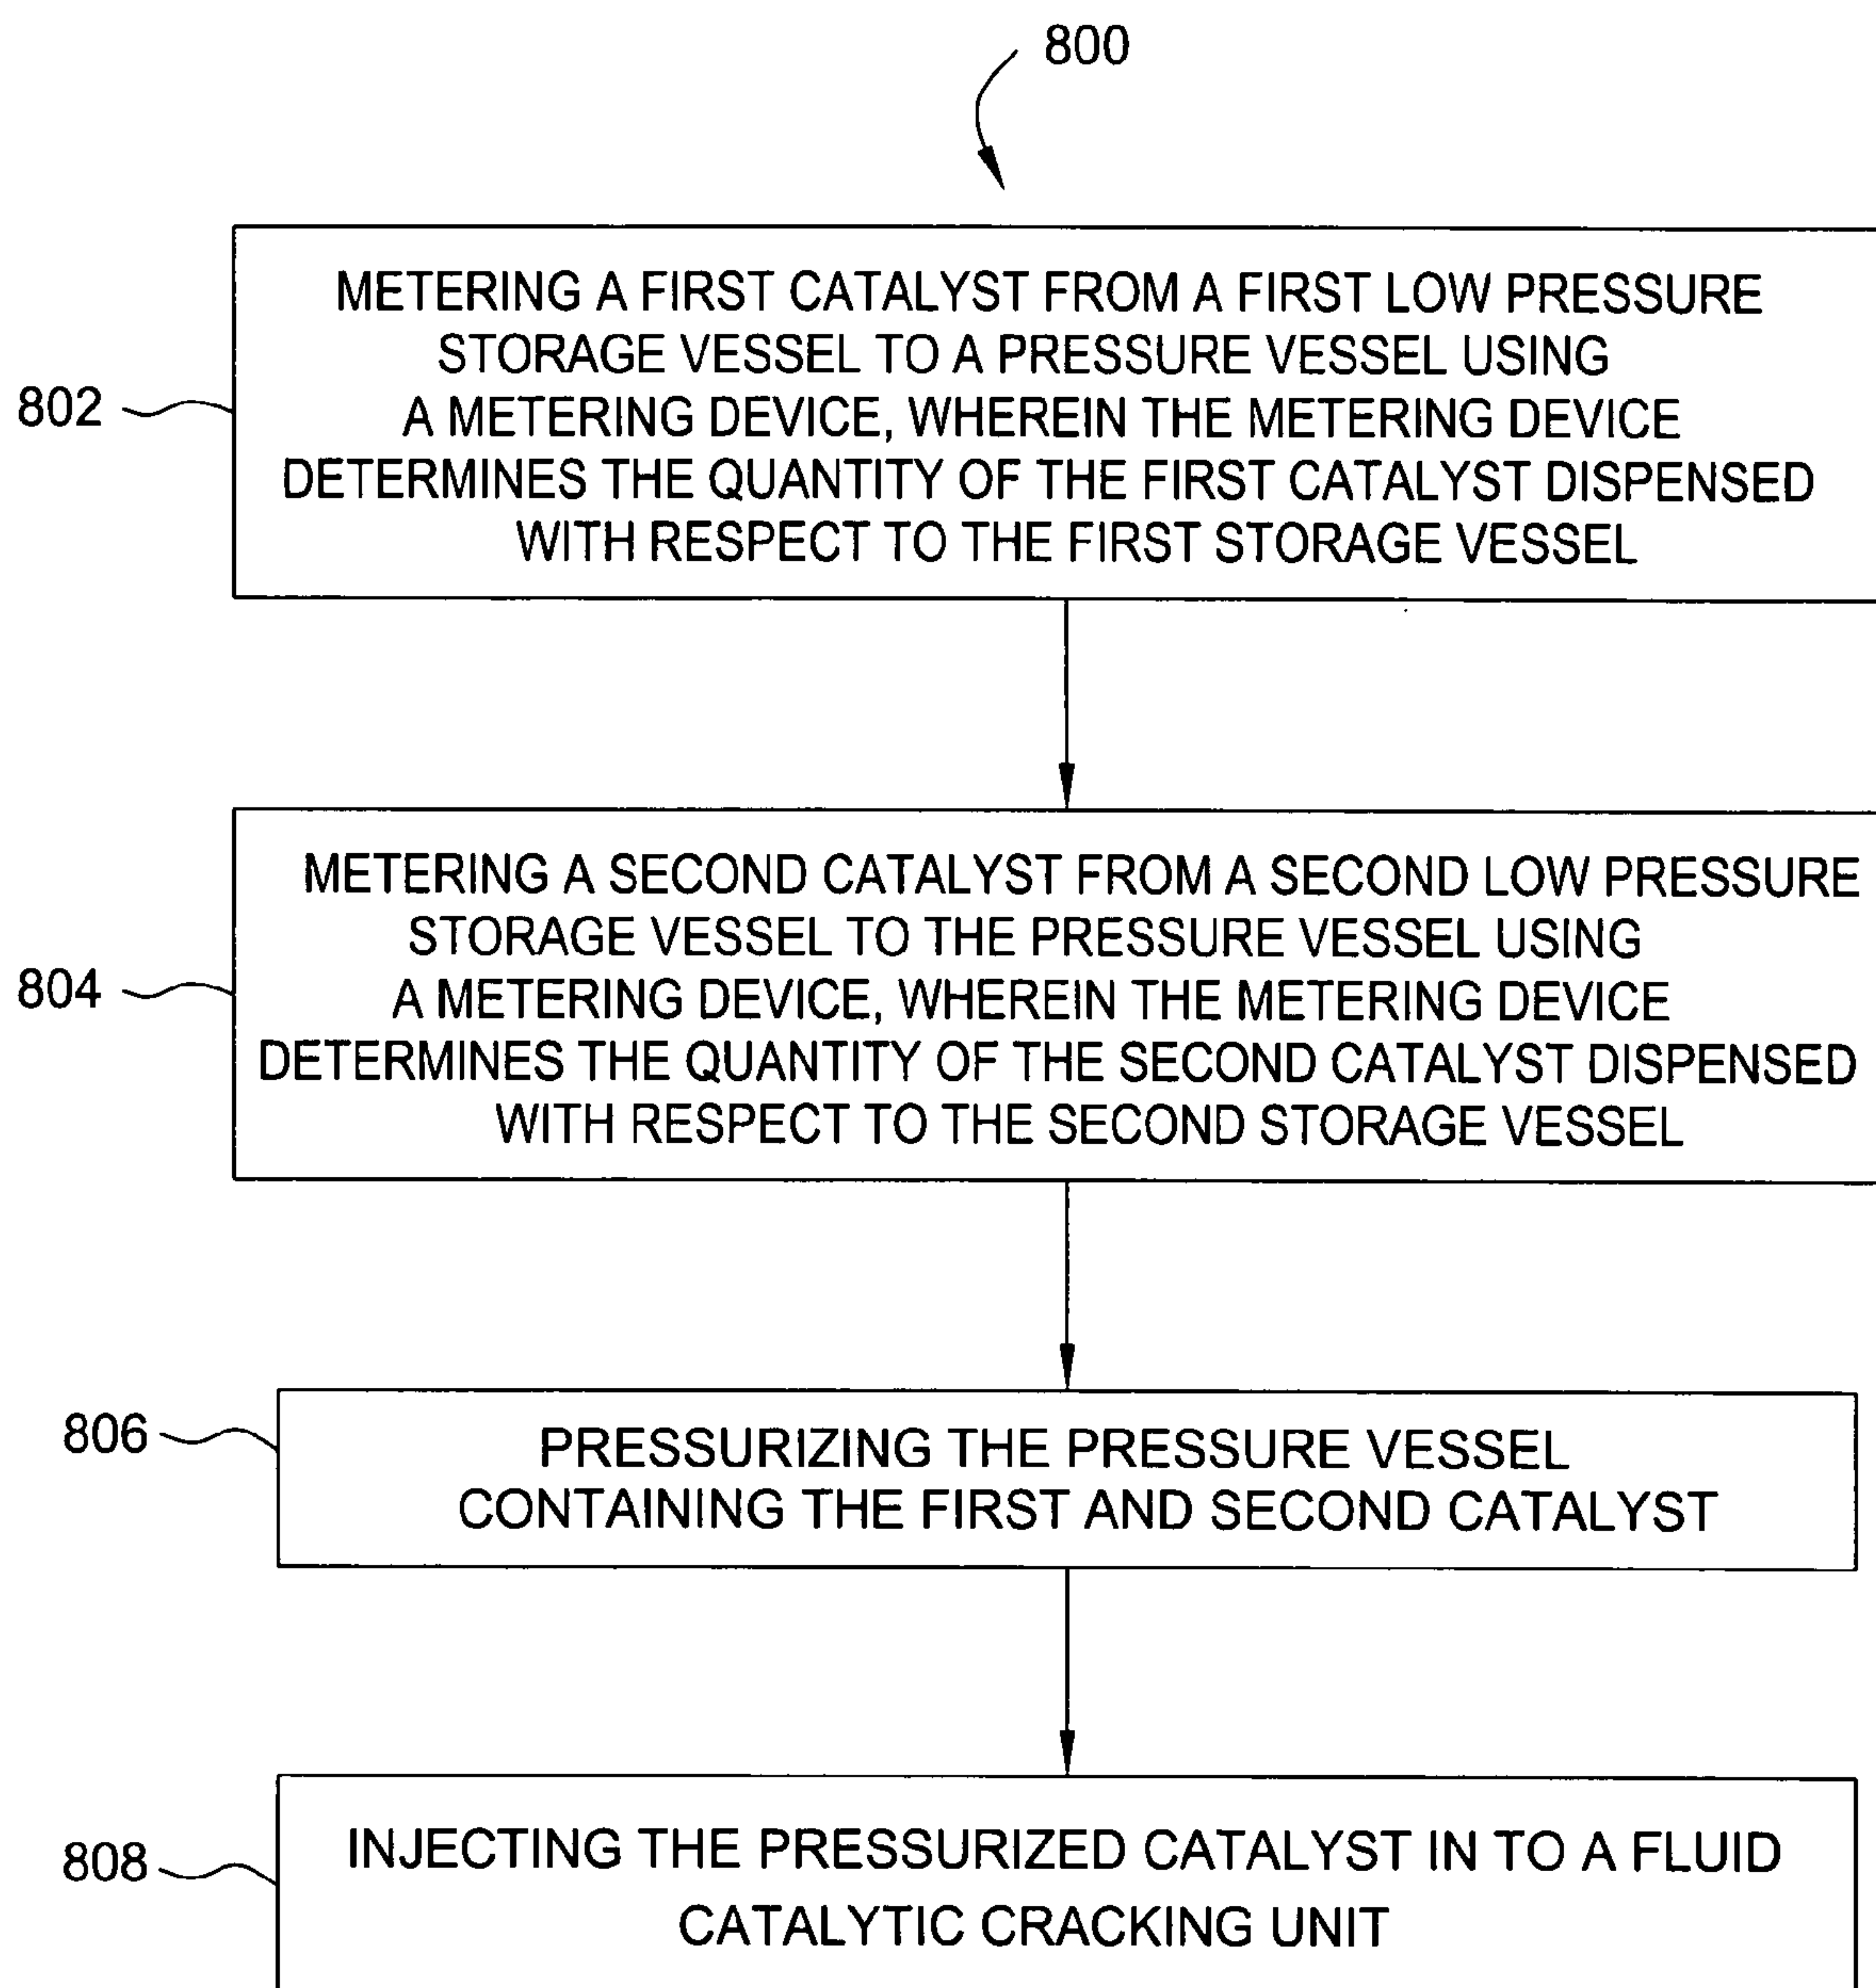 800
802
METERING A FIRST CATALYST FROM A FIRST LOW PRESSURE
STORAGE VESSEL TO A PRESSURE VESSEL USING
A METERING DEVICE, WHEREIN THE METERING DEVICE
DETERMINES THE QUANTITY OF THE FIRST CATALYST DISPENSED
WITH RESPECT TO THE FIRST STORAGE VESSEL
804
METERING A SECOND CATALYST FROM A SECOND LOW PRESSURE
STORAGE VESSEL TO THE PRESSURE VESSEL USING
A METERING DEVICE, WHEREIN THE METERING DEVICE
DETERMINES THE QUANTITY OF THE SECOND CATALYST DISPENSED
WITH RESPECT TO THE SECOND STORAGE VESSEL
806
PRESSURIZING THE PRESSURE VESSEL
CONTAINING THE FIRST AND SECOND CATALYST
808
INJECTING THE PRESSURIZED CATALYST IN TO A FLUID
CATALYTIC CRACKING UNIT